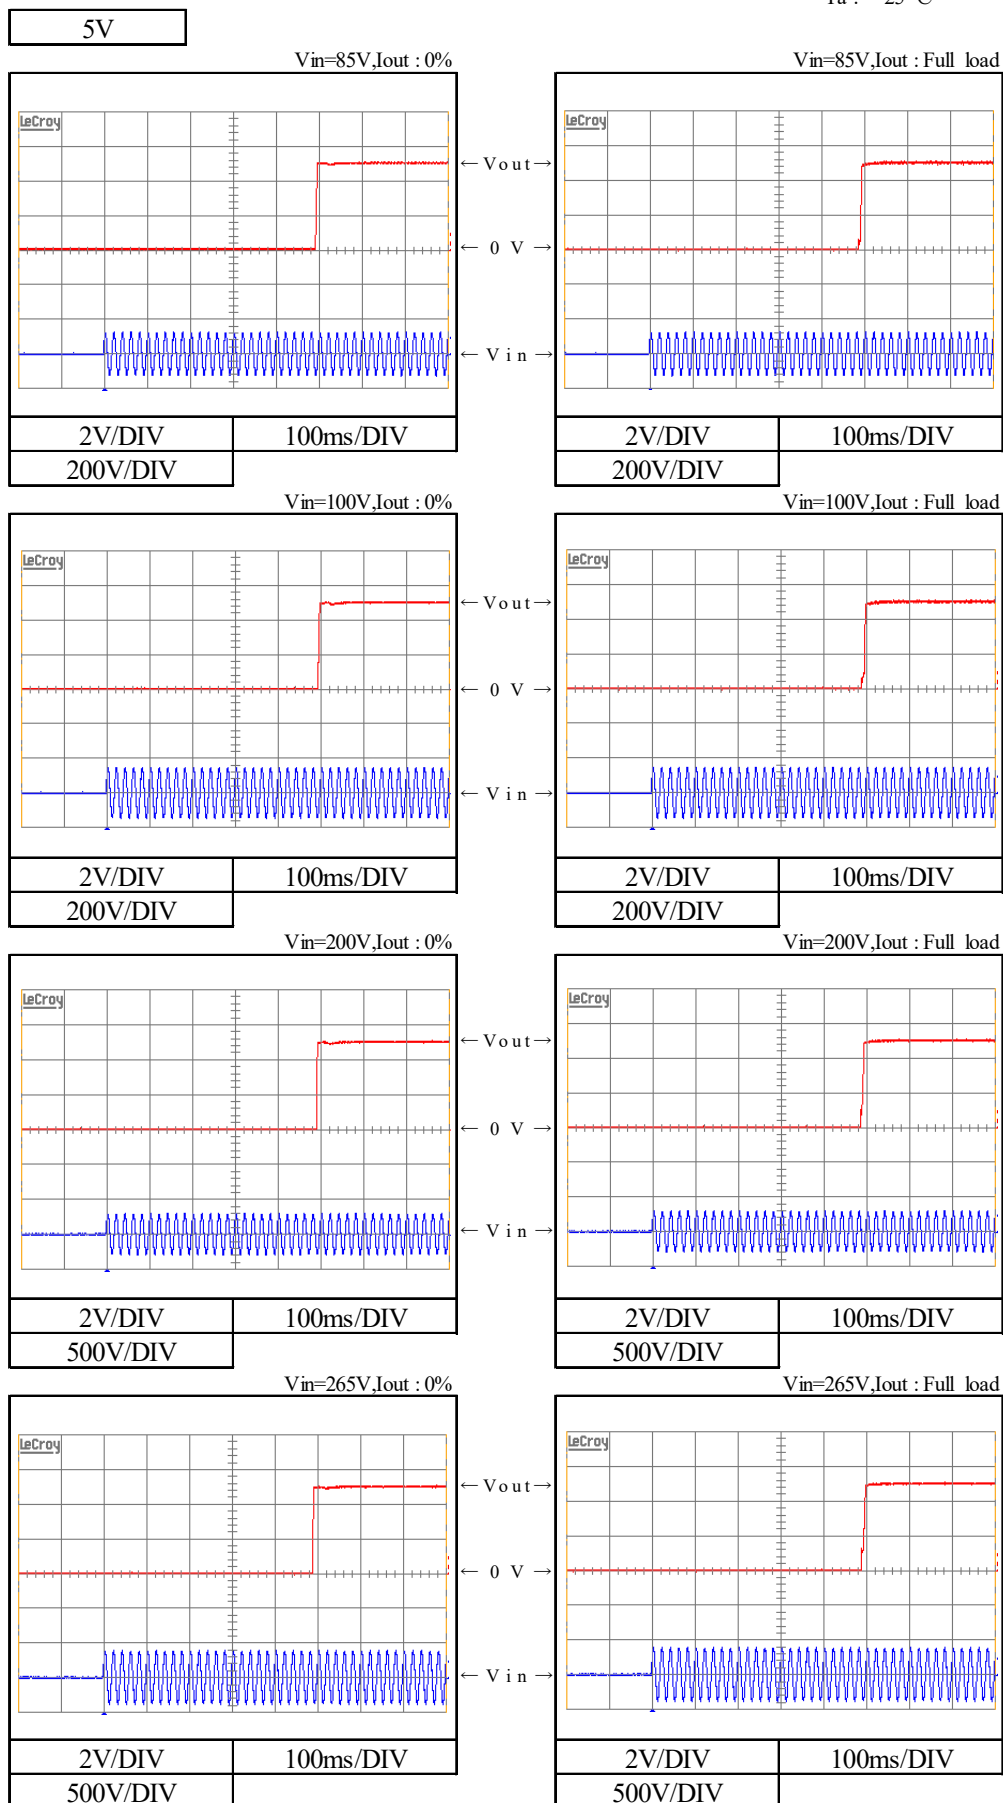 5V
Vin=85V,Iout : 0%
Vin=85V,Iout : Full load
LeCroy
LeCroy
←Vout→
← 0 V →
← Vin →
2V/DIV 100ms/DIV
200V/DIV
2V/DIV 100ms/DIV
200V/DIV
Vin=100V,Iout : 0%
Vin=100V,Iout : Full load
LeCroy
LeCroy
←Vout→
← 0 V →
← Vin →
2V/DIV 100ms/DIV
200V/DIV
2V/DIV 100ms/DIV
200V/DIV
Vin=200V,Iout : 0%
Vin=200V,Iout : Full load
LeCroy
LeCroy
←Vout→
← 0 V →
← Vin →
2V/DIV 100ms/DIV
500V/DIV
2V/DIV 100ms/DIV
500V/DIV
Vin=265V,Iout : 0%
Vin=265V,Iout : Full load
LeCroy
LeCroy
←Vout→
← 0 V →
← Vin →
2V/DIV 100ms/DIV
500V/DIV
2V/DIV 100ms/DIV
500V/DIV